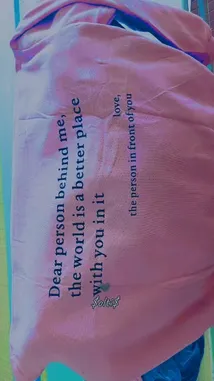 Dear person behind me,
the world is a better place
with you in it
love,
the person in front of you